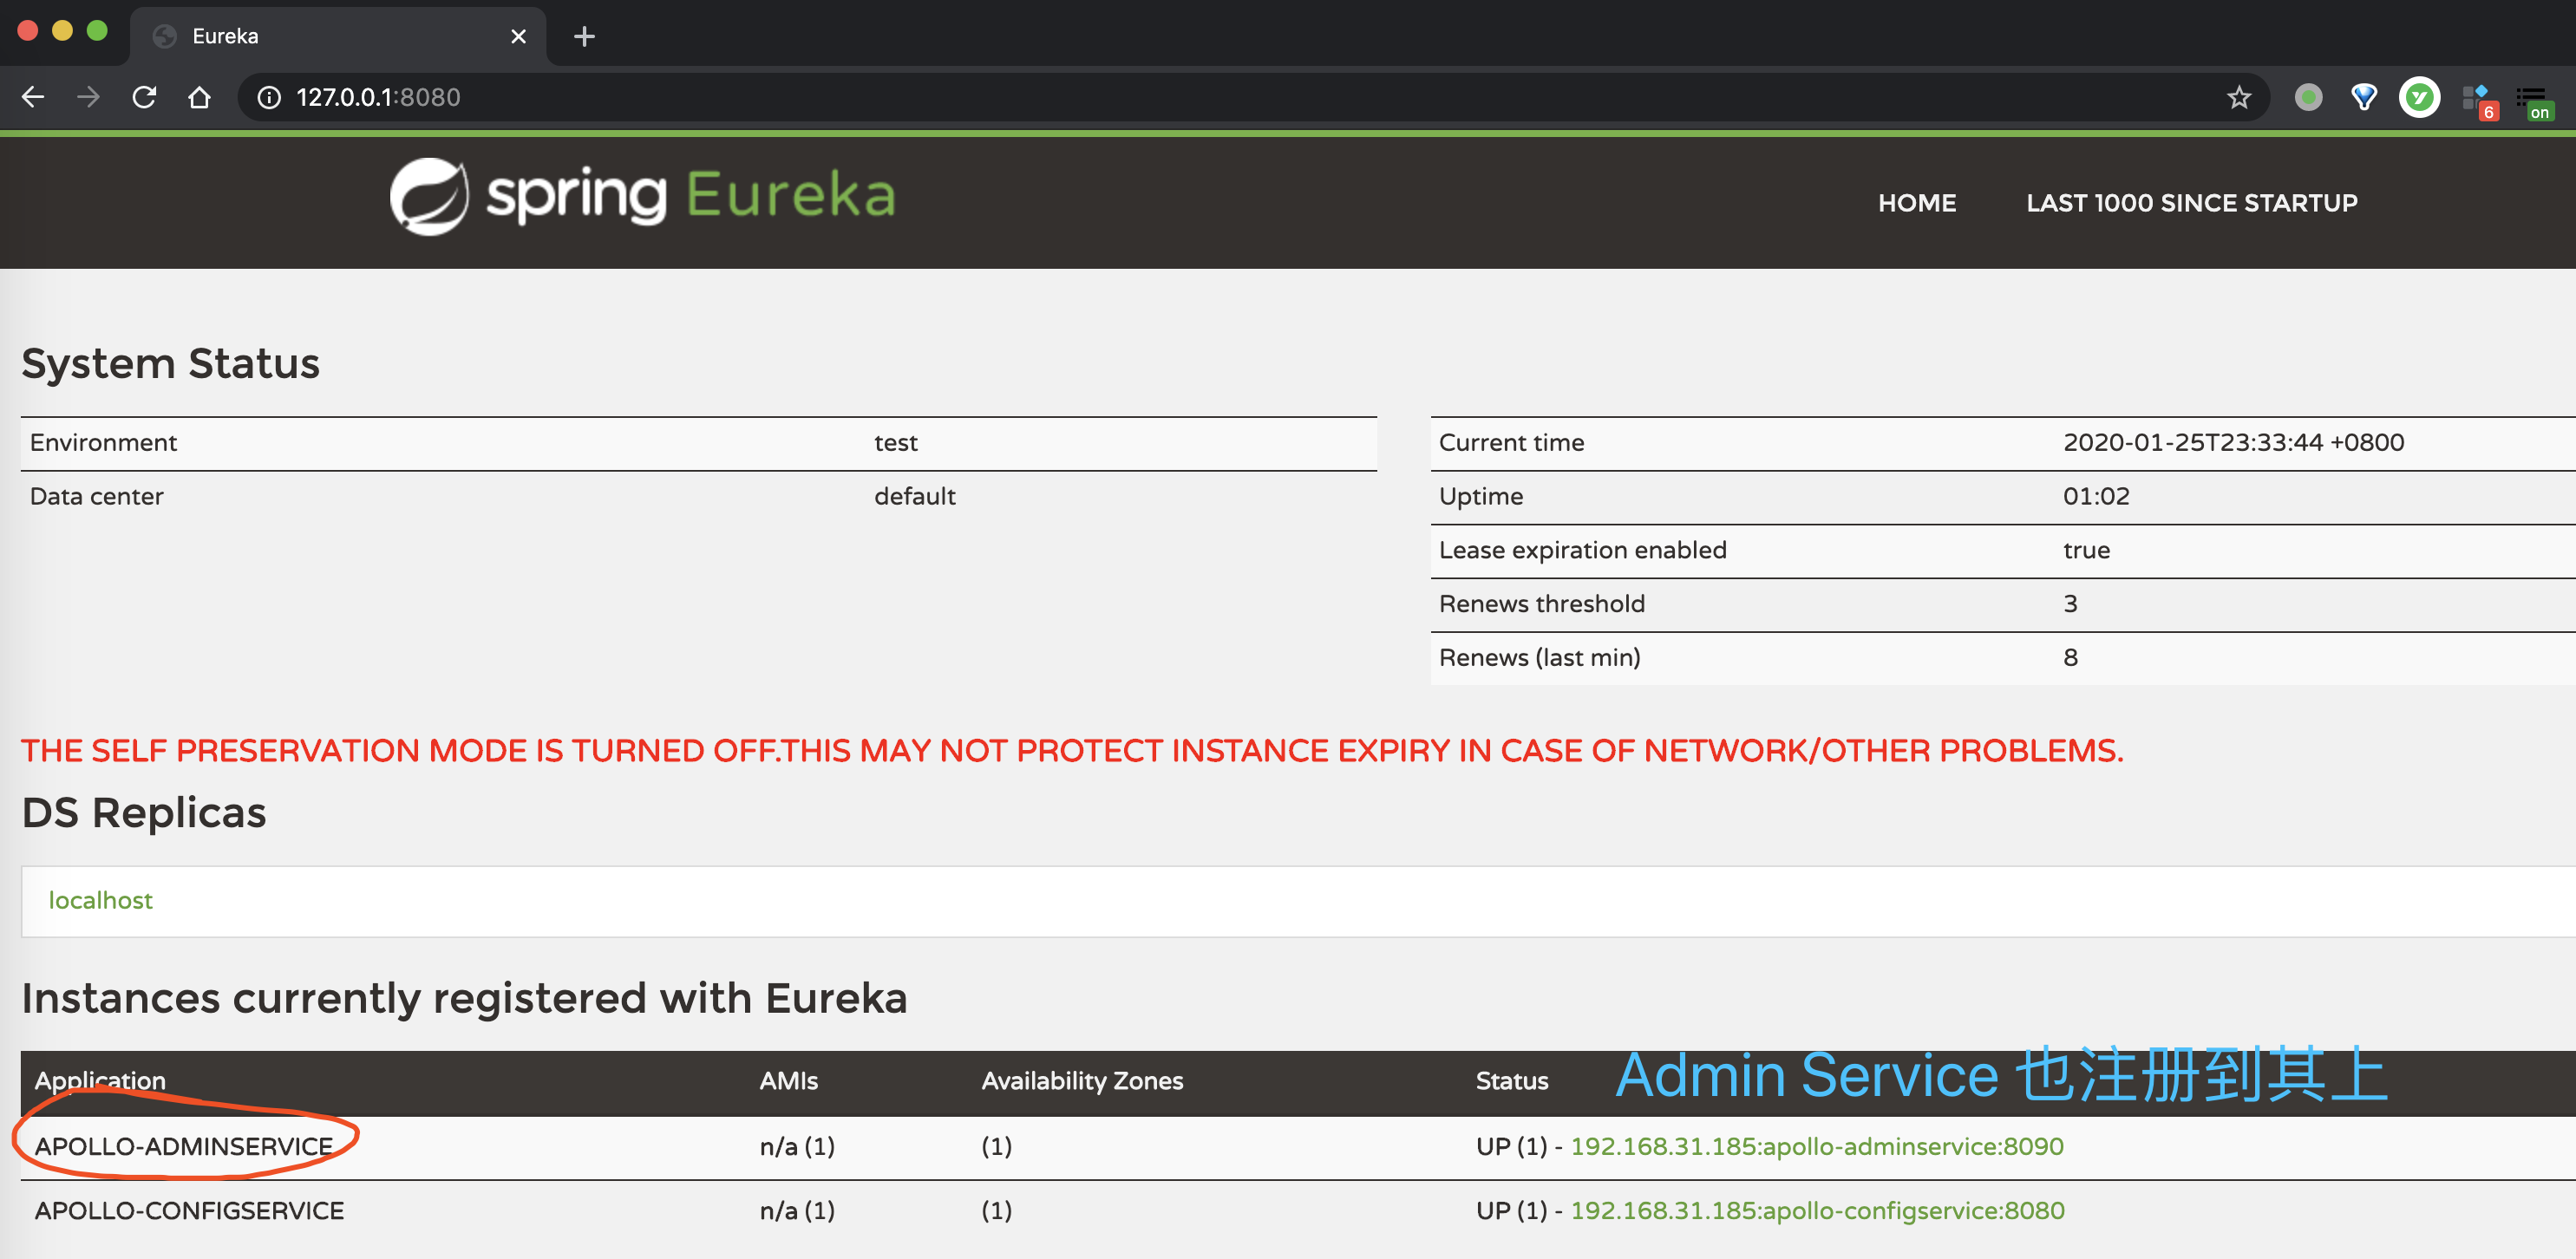 Eureka
127.0.0.1:8080
6
on
spring Eureka
HOME
LAST 1000 SINCE STARTUP
System Status
Environment test
Data center default
Current time 2020-01-25T23:33:44 +0800
Uptime 01:02
Lease expiration enabled true
Renews threshold 3
Renews (last min) 8
THE SELF PRESERVATION MODE IS TURNED OFF.THIS MAY NOT PROTECT INSTANCE EXPIRY IN CASE OF NETWORK/OTHER PROBLEMS.
DS Replicas
localhost
Instances currently registered with Eureka
Application AMIs Availability Zones Status
Admin Service 也注册到其上
APOLLO-ADMINSERVICE n/a (1) (1) UP (1) - 192.168.31.185:apollo-adminservice:8090
APOLLO-CONFIGSERVICE n/a (1) (1) UP (1) - 192.168.31.185:apollo-configservice:8080